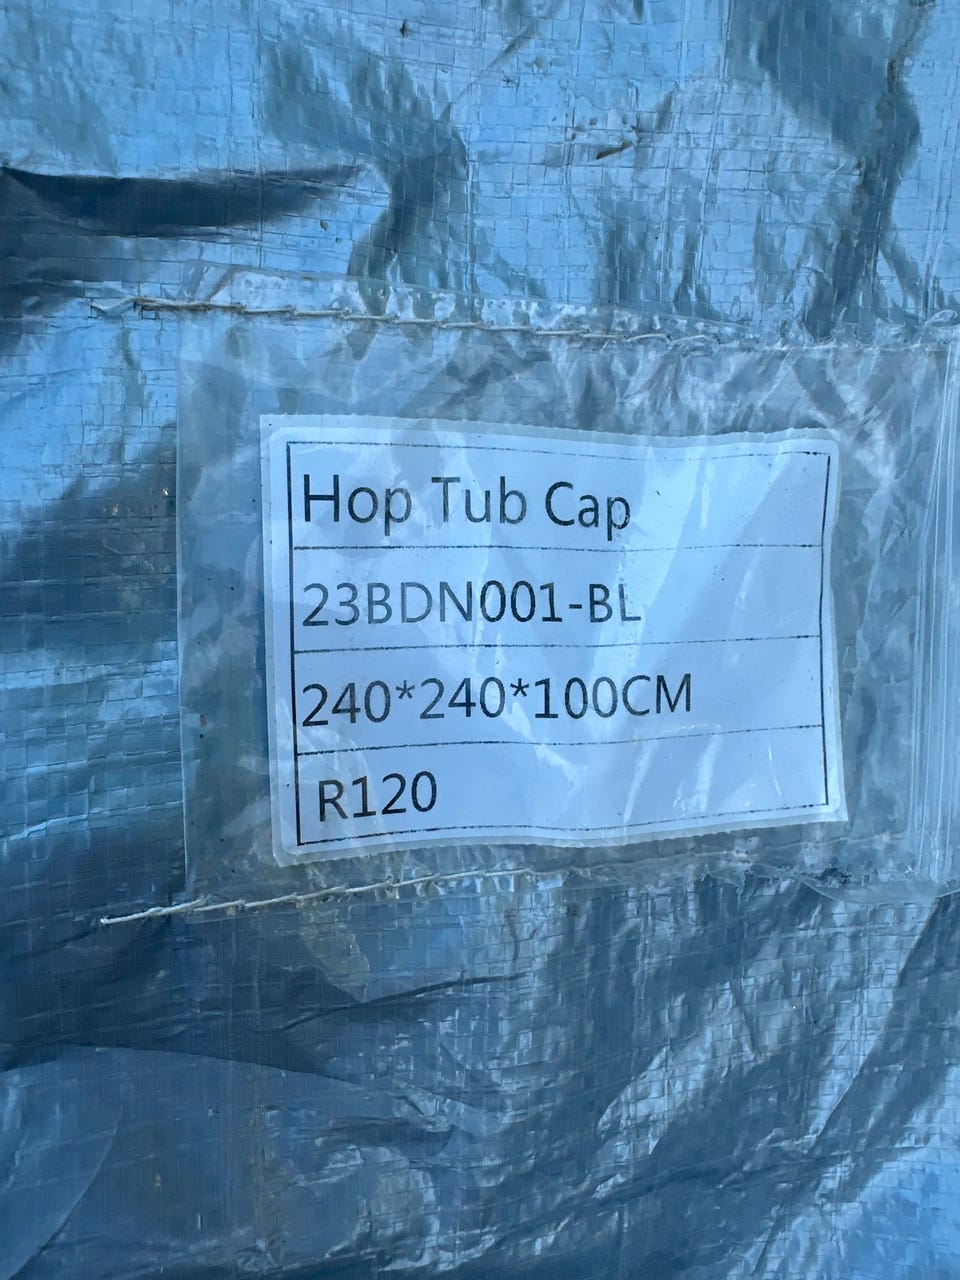 Hop Tub Cap
23BDN001-BL
240*240*100CM
R120